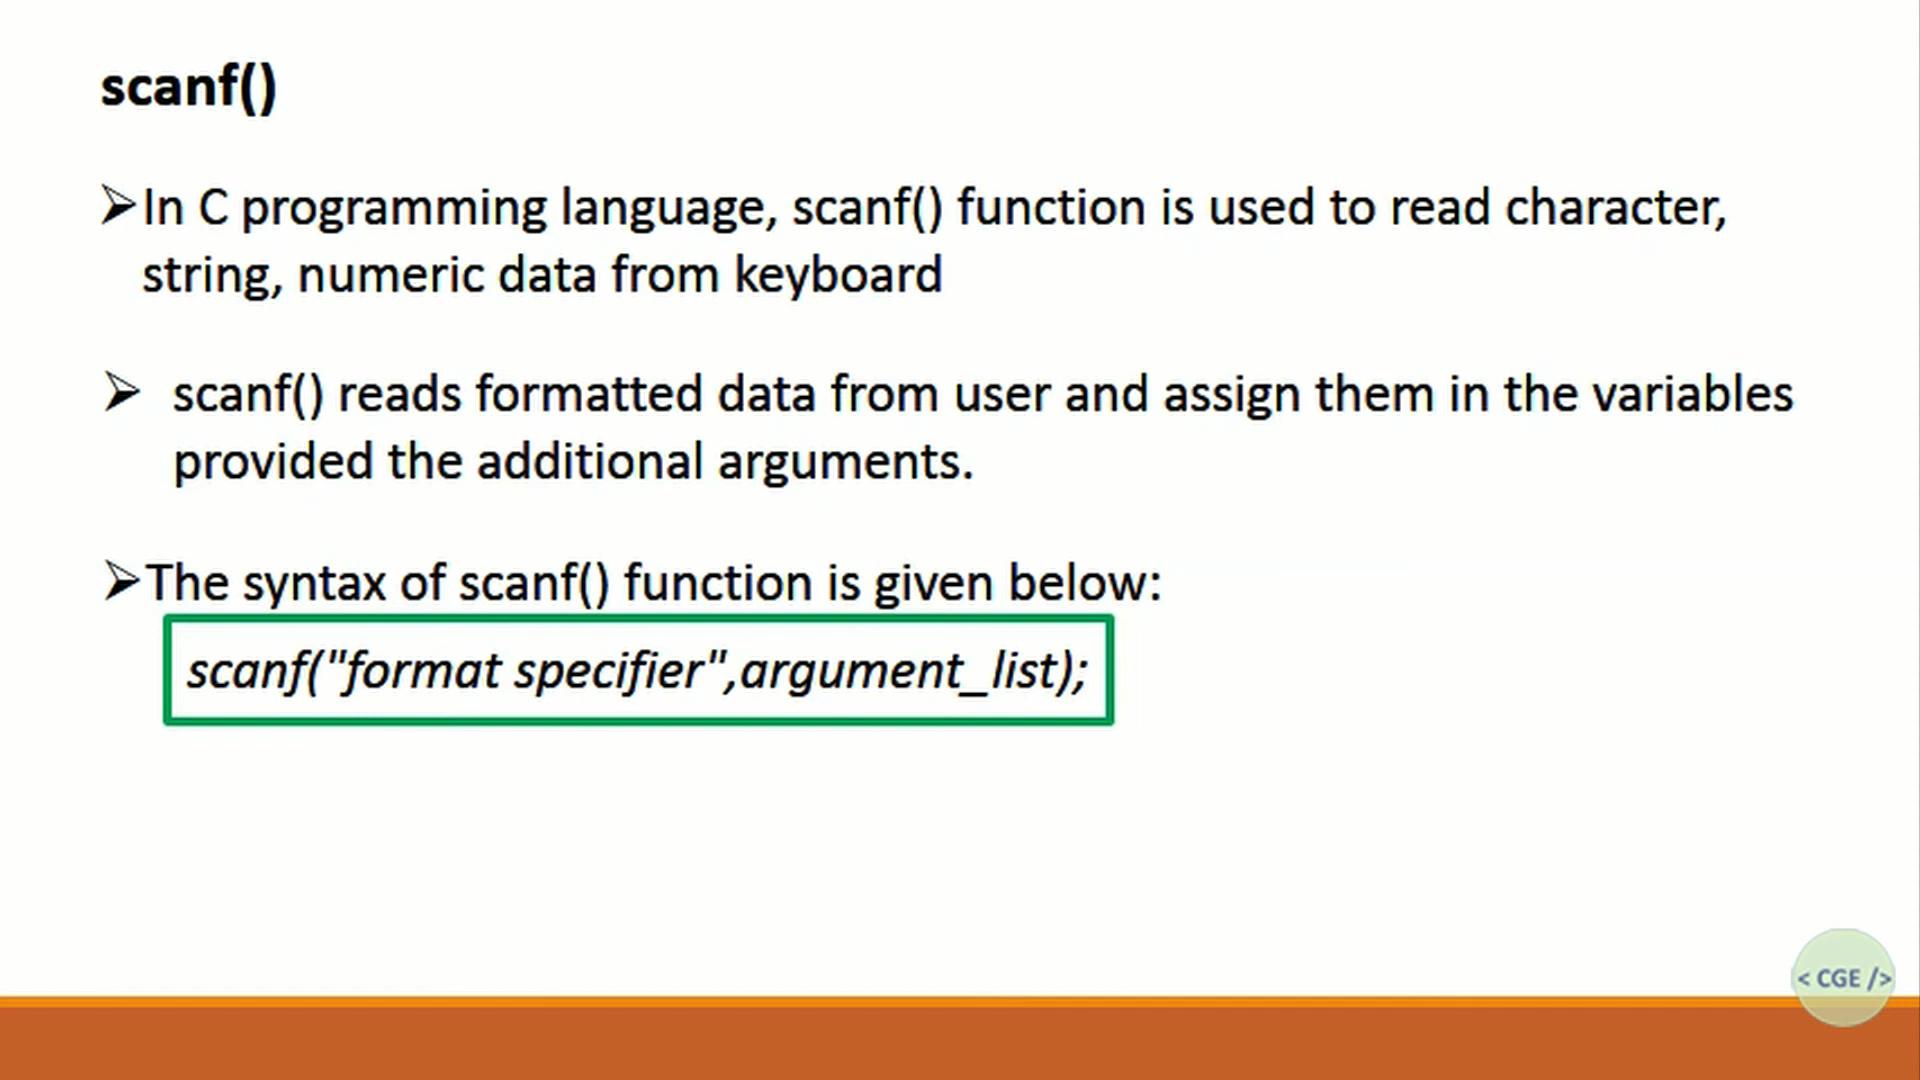 scanf()
➢In C programming language, scanf() function is used to read character,
string, numeric data from keyboard
➢ scanf() reads formatted data from user and assign them in the variables
provided the additional arguments.
➢The syntax of scanf() function is given below:
scanf("format specifier",argument_list);
< CGE />